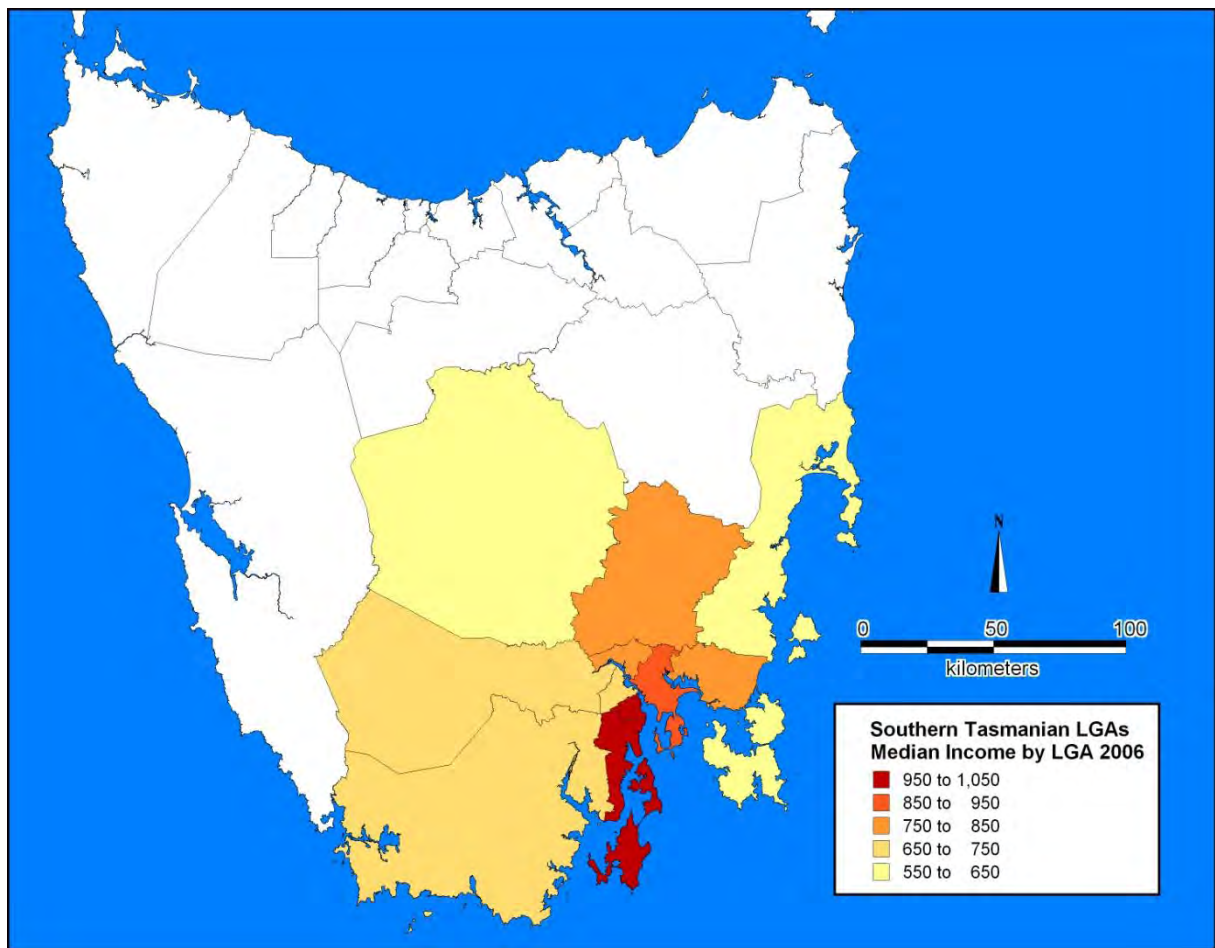 N
0 50 100
kilometers
Southern Tasmanian LGAs
Median Income by LGA 2006
950 to 1,050
850 to 950
750 to 850
650 to 750
550 to 650